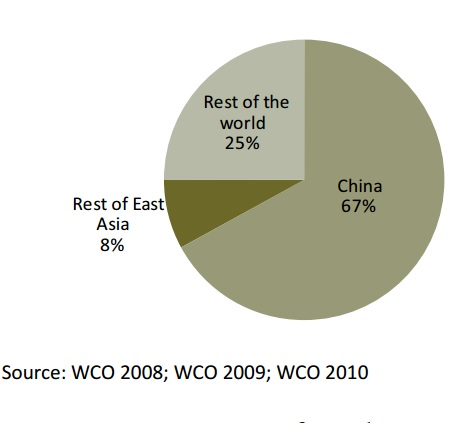 Rest of the
world
25%
China
67%
Rest of East
Asia
8%
Source: WCO 2008; WCO 2009; WCO 2010